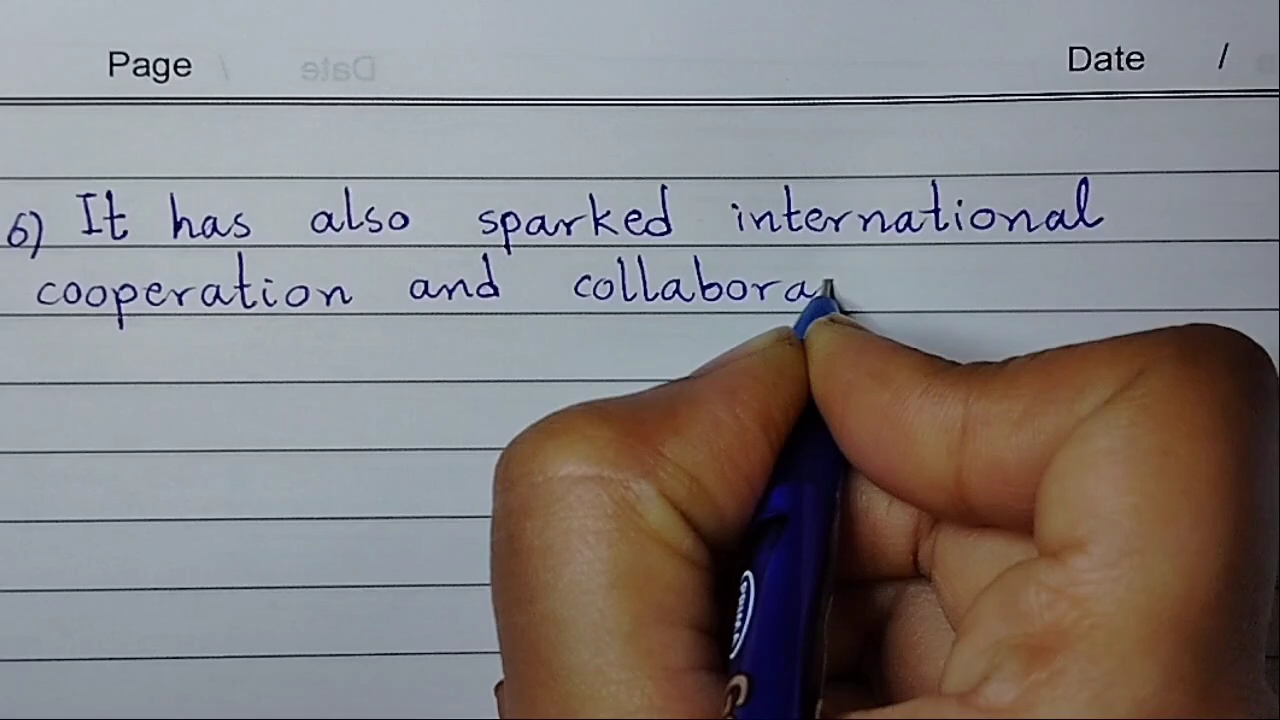 Page Date /
6) It has also sparked international
cooperation and collabora